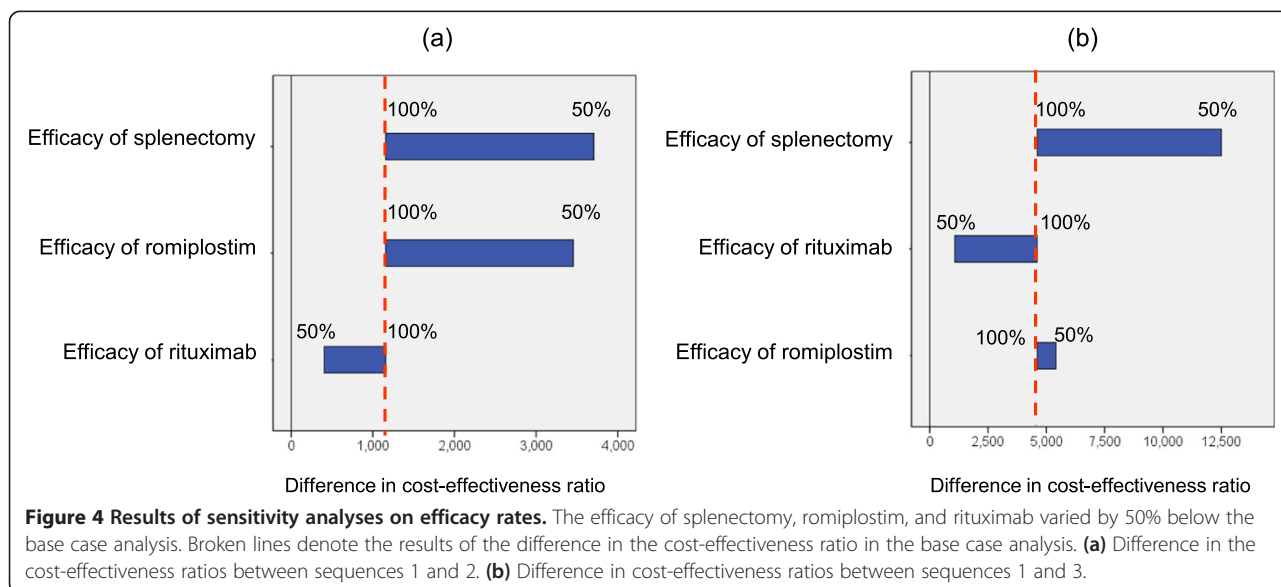 (a)
100%
50%
Efficacy of splenectomy
100%
50%
Efficacy of romiplostim
50%
100%
Efficacy of rituximab
0
1,000
2,000
3,000
4,000
Difference in cost-effectiveness ratio
(b)
100%
50%
Efficacy of splenectomy
50%
100%
Efficacy of rituximab
100%
50%
Efficacy of romiplostim
0
2,500
5,000
7,500
10,000
12,500
Difference in cost-effectiveness ratio
Figure 4 Results of sensitivity analyses on efficacy rates. The efficacy of splenectomy, romiplostim, and rituximab varied by 50% below the
base case analysis. Broken lines denote the results of the difference in the cost-effectiveness ratio in the base case analysis. (a) Difference in the
cost-effectiveness ratios between sequences 1 and 2. (b) Difference in cost-effectiveness ratios between sequences 1 and 3.